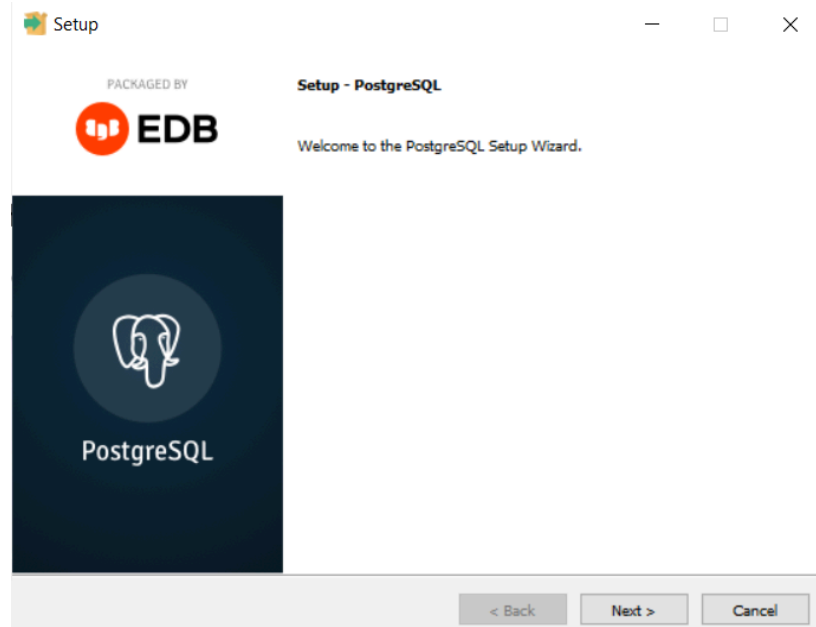 Setup
PACKAGED BY
EDB
Setup - PostgreSQL
Welcome to the PostgreSQL Setup Wizard.
PostgreSQL
< Back
Next >
Cancel